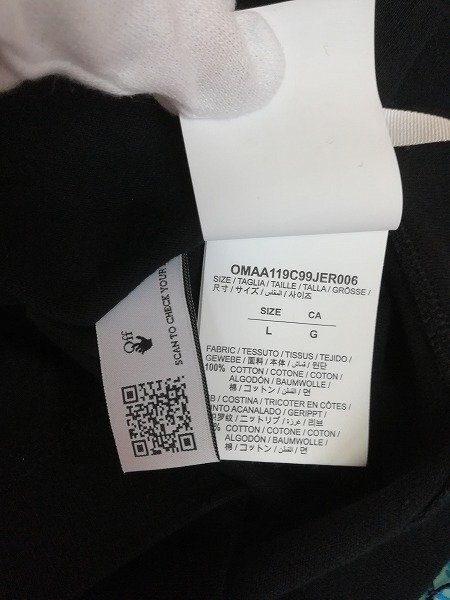 OMAA119C99JER006
SIZE / TAGLIA / TAILLE / TALLA / GRÖSSE /
尺寸 / サイズ / المقاس / 사이즈
SIZE CA
L G
FABRIC / TESSUTO / TISSUS / TEJIDO /
GEWEBE / 面料 / 本体 / قماش / 원단
100% COTTON / COTONE / COTON /
ALGODÓN / BAUMWOLLE /
棉 / コットン / القطن / 면
B / COSTINA / TRICOTER EN CÔTES /
NTO ACANALADO / GERIPPT /
罗纹 / ニットリブ / عزرة / 리브
% COTTON / COTONE / COTON /
ALGODÓN / BAUMWOLLE /
棉 / コットン / القطن / 면
Off
SCAN TO CHECK YOUR